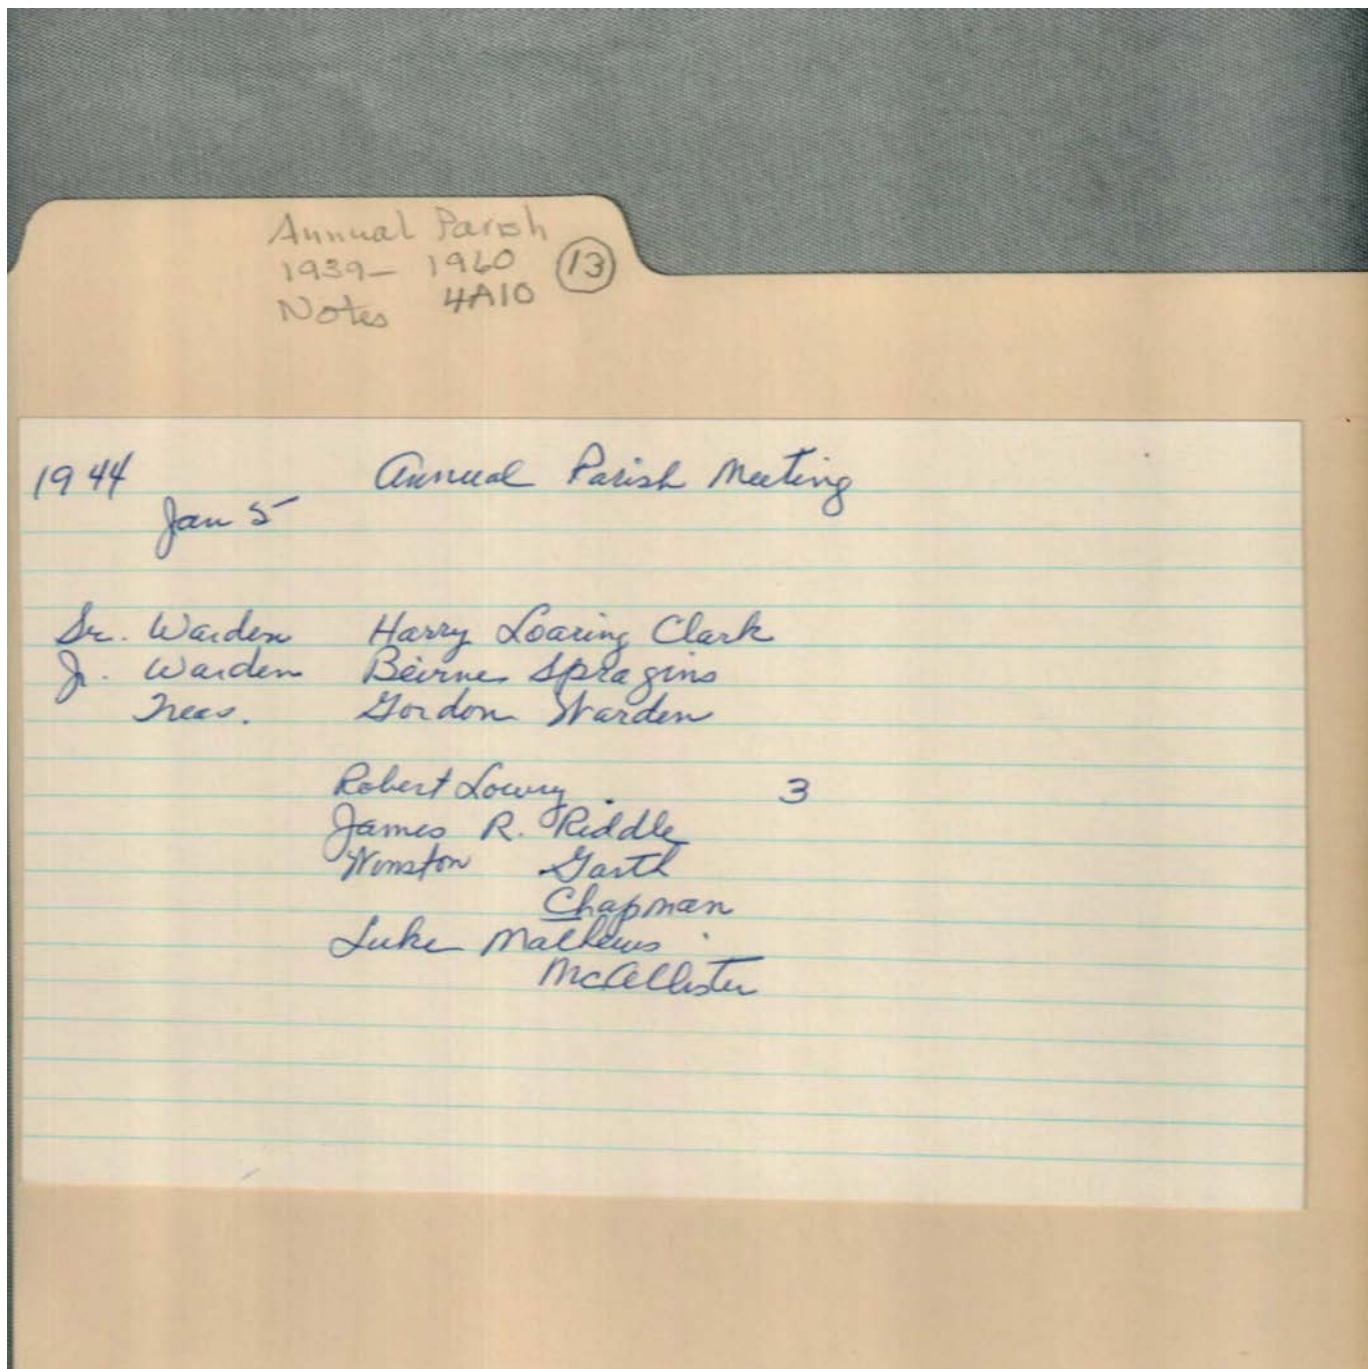 Annual Parish
1939- 1960 (13)
Notes 4A10
1944 Annual Parish Meeting
Jan 5
Sr. Warden Harry Loaring Clark
Jr. Warden Beirne Spragins
Treas. Gordon Warden
Robert Lowry. 3
James R. Riddle
Winston Garth
Chapman
Luke Mathews
McAllister